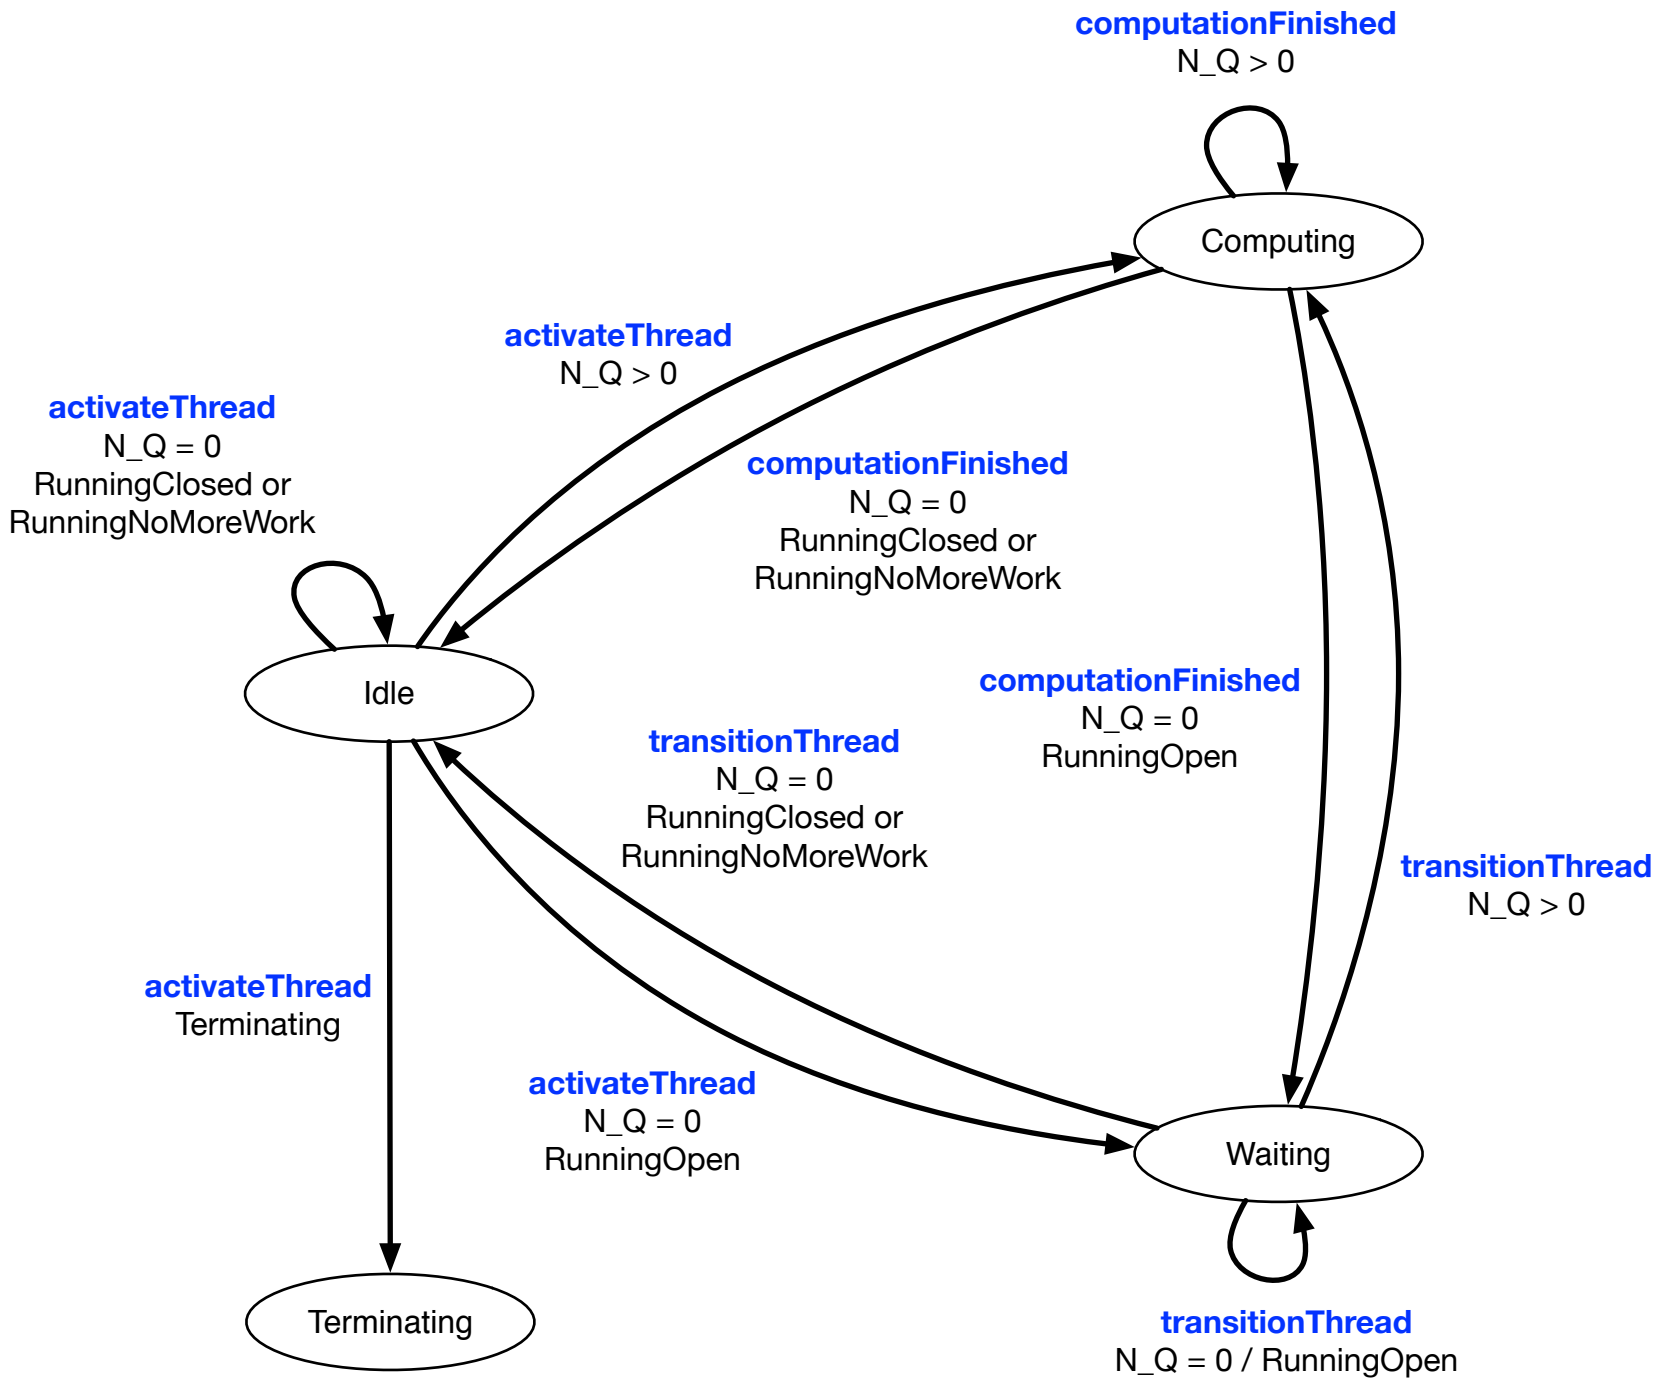 computationFinished
N_Q > 0
Computing
activateThread
N_Q > 0
activateThread
N_Q = 0
RunningClosed or
RunningNoMoreWork
computationFinished
N_Q = 0
RunningClosed or
RunningNoMoreWork
Idle
computationFinished
N_Q = 0
RunningOpen
transitionThread
N_Q = 0
RunningClosed or
RunningNoMoreWork
transitionThread
N_Q > 0
activateThread
Terminating
activateThread
N_Q = 0
RunningOpen
Waiting
Terminating
transitionThread
N_Q = 0 / RunningOpen